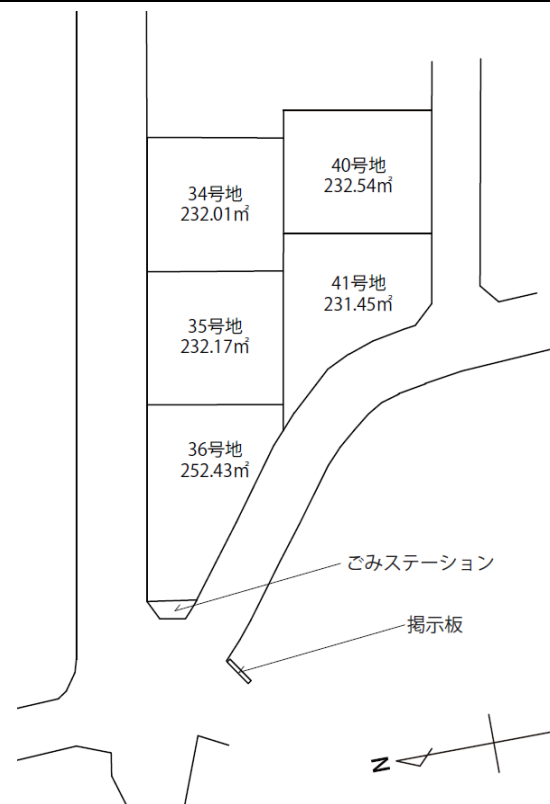 40号地
232.54㎡
34号地
232.01㎡
41号地
231.45㎡
35号地
232.17㎡
36号地
252.43㎡
ごみステーション
掲示板
N